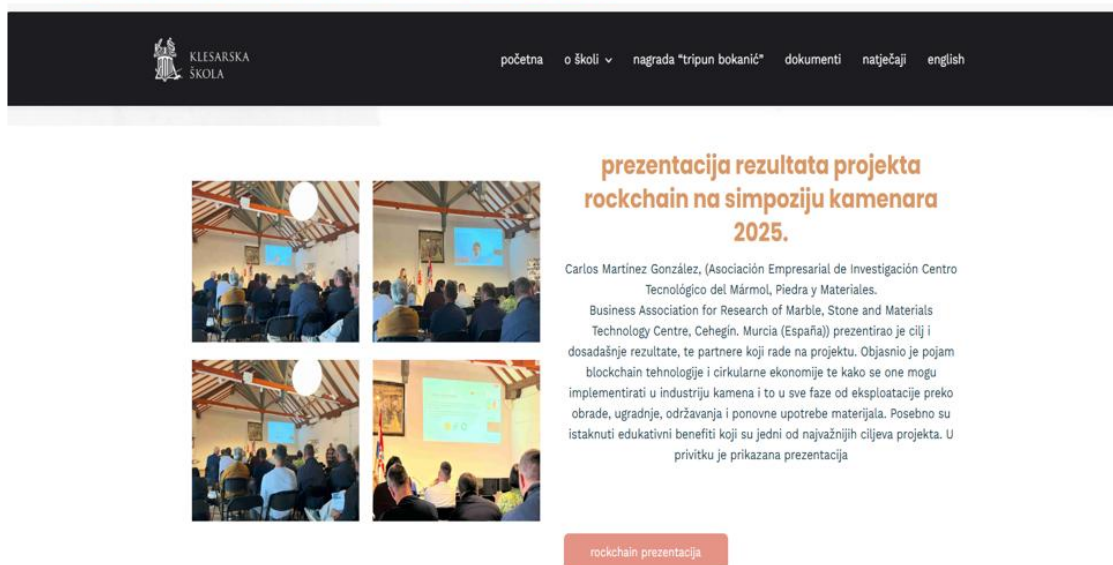 KLESARSKA
ŠKOLA
početna o školi nagrada "tripun bokanić" dokumenti natječaji english
prezentacija rezultata projekta
rockchain na simpoziju kamenara
2025.
Carlos Martínez González, (Asociación Empresarial de Investigación Centro
Tecnológico del Mármol, Piedra y Materiales.
Business Association for Research of Marble, Stone and Materials
Technology Centre, Cehegín. Murcia (España)) prezentirao je cilj i
dosadašnje rezultate, te partnere koji rade na projektu. Objasnio je pojam
blockchain tehnologije i cirkularne ekonomije te kako se one mogu
implementirati u industriju kamena i to u sve faze od eksploatacije preko
obrade, ugradnje, održavanja i ponovne upotrebe materijala. Posebno su
istaknuti edukativni benefiti koji su jedni od najvažnijih ciljeva projekta. U
privitku je prikazana prezentacija
rockchain prezentacija